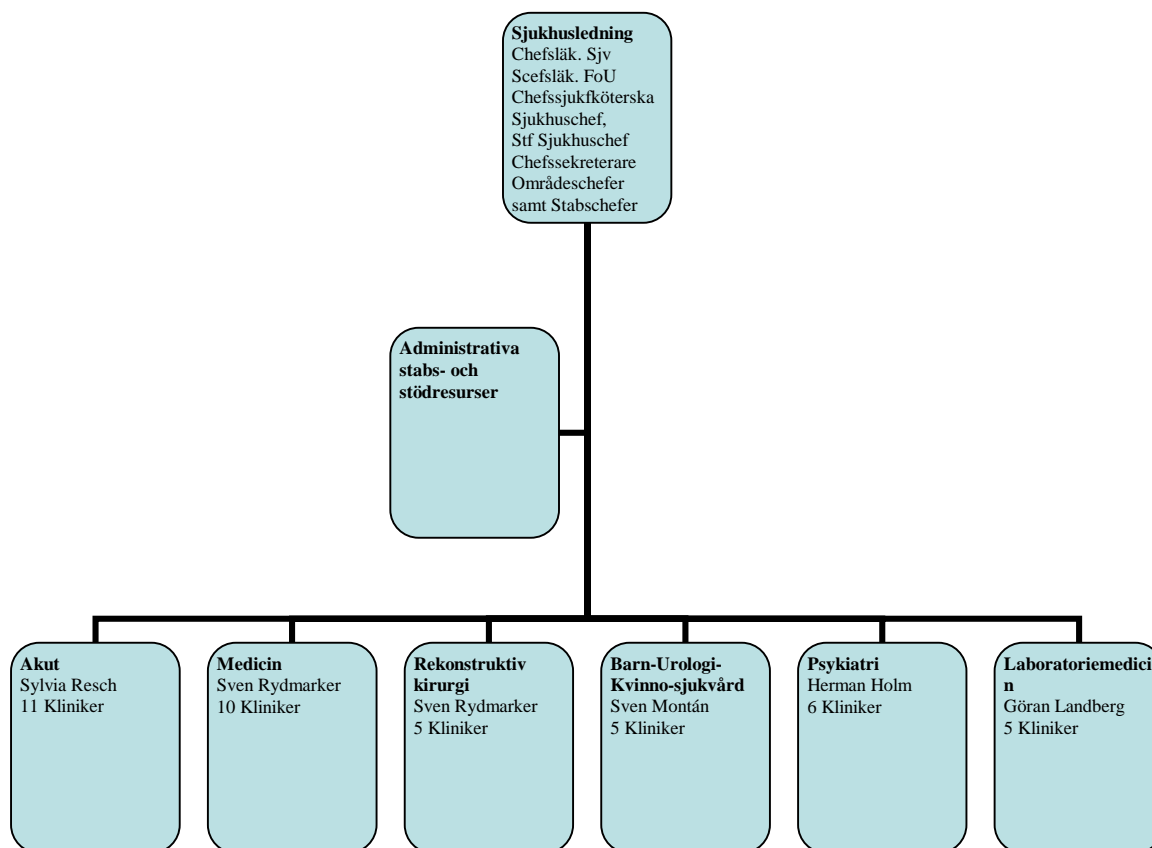 Sjukhusledning
Chefsläk. Sjv
Scefsläk. FoU
Chefssjukfköterska
Sjukhuschef,
Stf Sjukhuschef
Chefssekreterare
Områdeschefer
samt Stabschefer
Administrativa
stabs- och
stödresurser
Akut
Sylvia Resch
11 Kliniker
Medicin
Sven Rydmarker
10 Kliniker
Rekonstruktiv
kirurgi
Sven Rydmarker
5 Kliniker
Barn-Urologi-
Kvinno-sjukvård
Sven Montán
5 Kliniker
Psykiatri
Herman Holm
6 Kliniker
Laboratoriemedici
n
Göran Landberg
5 Kliniker